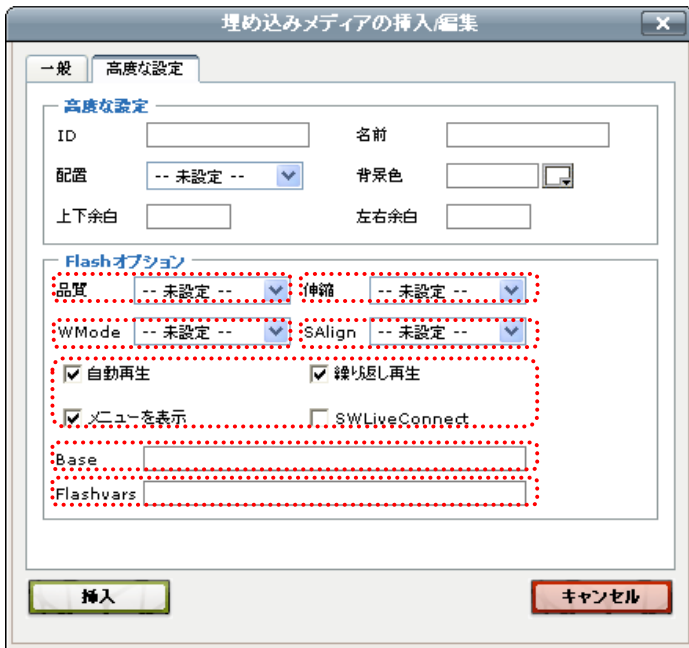 埋め込みメディアの挿入/編集
一般 高度な設定
高度な設定
ID 名前
配置 -- 未設定 -- 背景色
上下余白 左右余白
Flashオプション
品質 -- 未設定 -- 伸縮 -- 未設定 --
WMode -- 未設定 -- SAlign -- 未設定 --
自動再生 繰り返し再生
メニューを表示 SWLiveConnect
Base
Flashvars
挿入 キャンセル